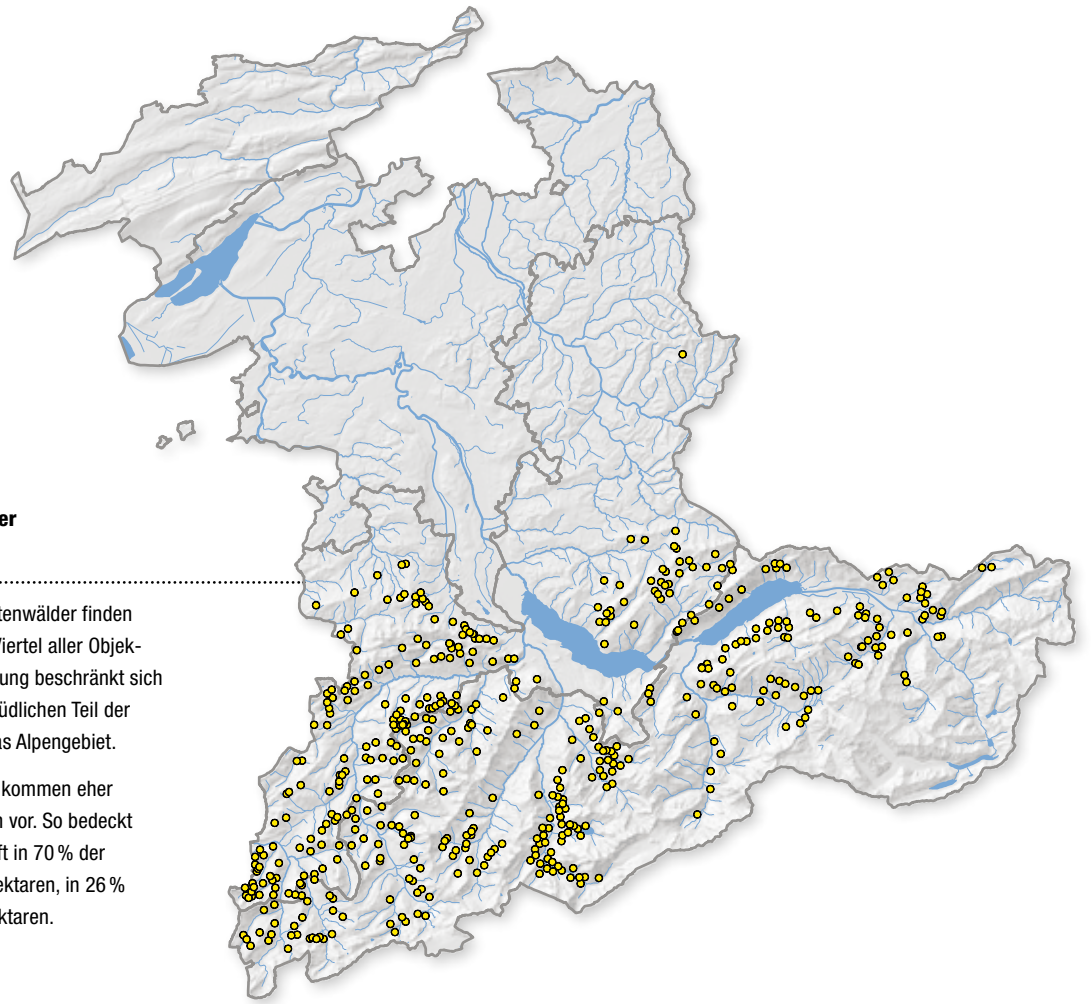 er
tenwälder finden
Viertel aller Objek-
ung beschränkt sich
üdlichen Teil der
as Alpengebiet.
kommen eher
n vor. So bedeckt
ft in 70 % der
ektaren, in 26 %
ktaren.